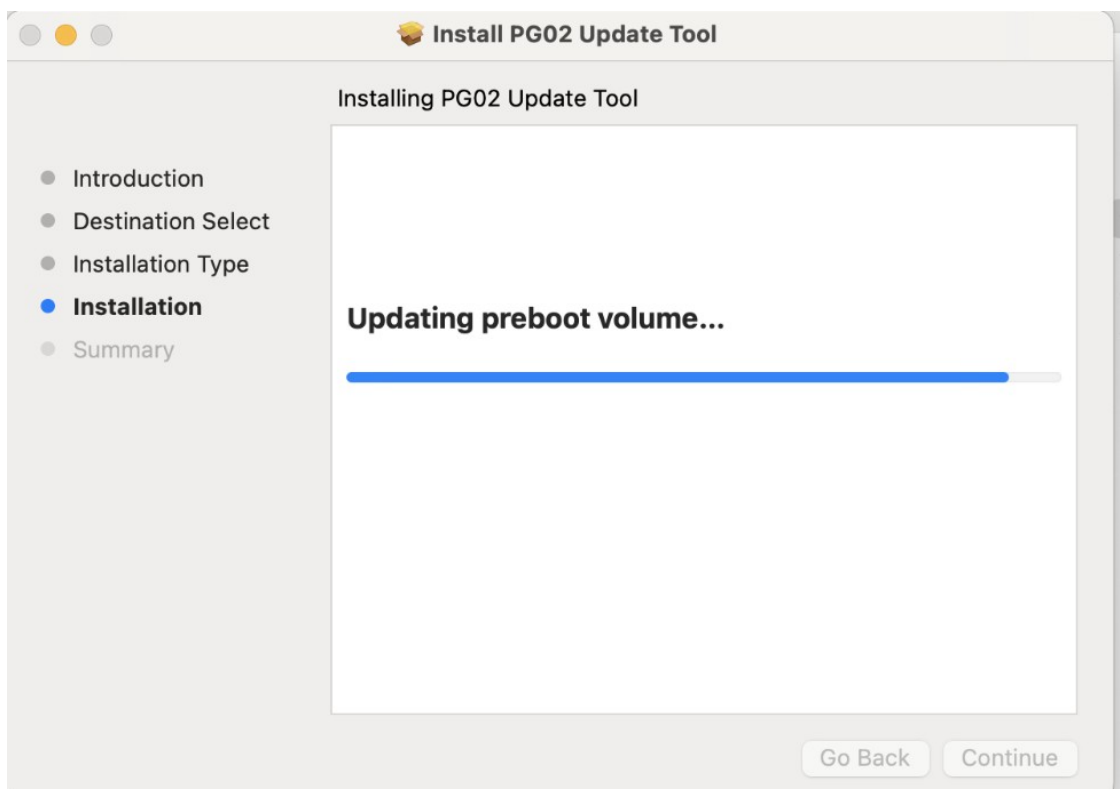 Install PG02 Update Tool
Installing PG02 Update Tool
Introduction
Destination Select
Installation Type
Installation
Summary
Updating preboot volume...
Go Back
Continue